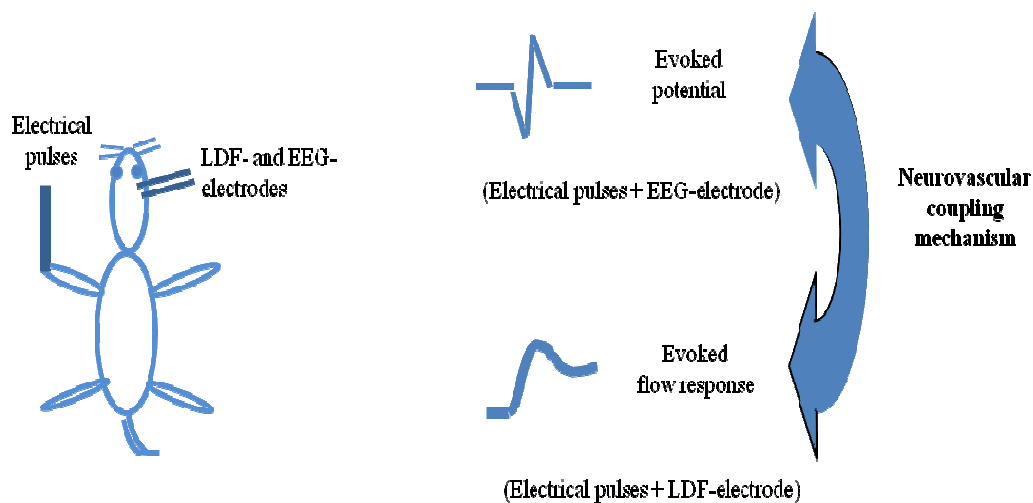 Electrical
pulses
LDF- and EEG-
electrodes
Evoked
potential
(Electrical pulses + EEG-electrode)
Neurovascular
coupling
mechanism
Evoked
flow response
(Electrical pulses + LDF-electrode)